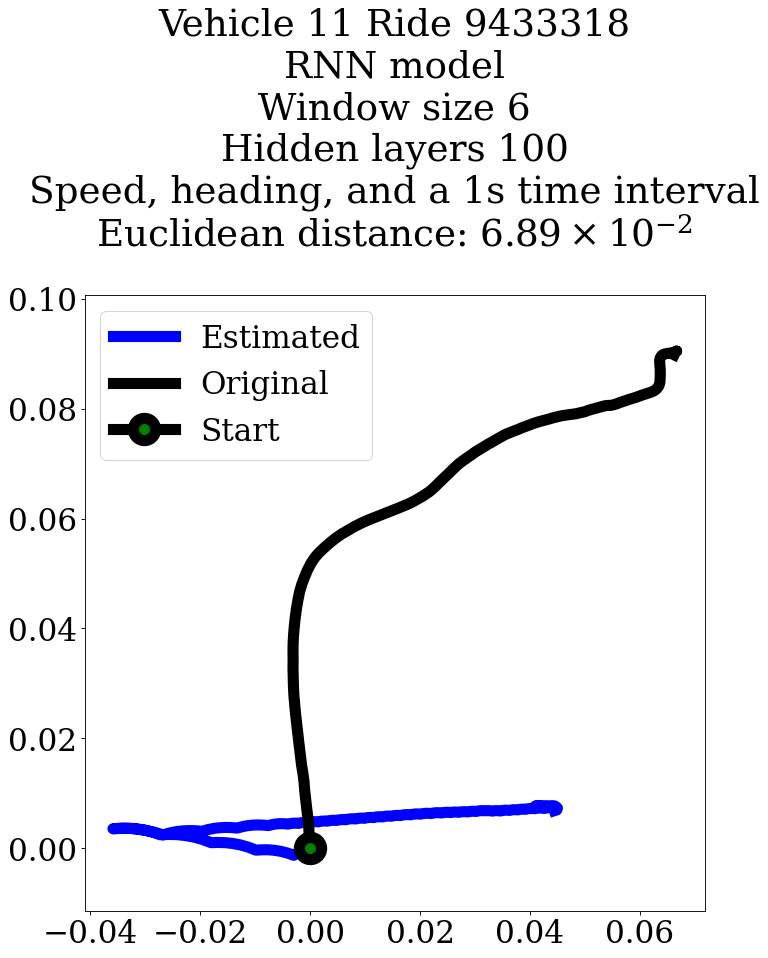 Vehicle 11 Ride 9433318
RNN model
Window size 6
Hidden layers 100
Speed, heading, and a 1s time interval
Euclidean distance: 6.89 × 10⁻²
Estimated
Original
Start
0.10
0.08
0.06
0.04
0.02
0.00
−0.04 −0.02 0.00 0.02 0.04 0.06